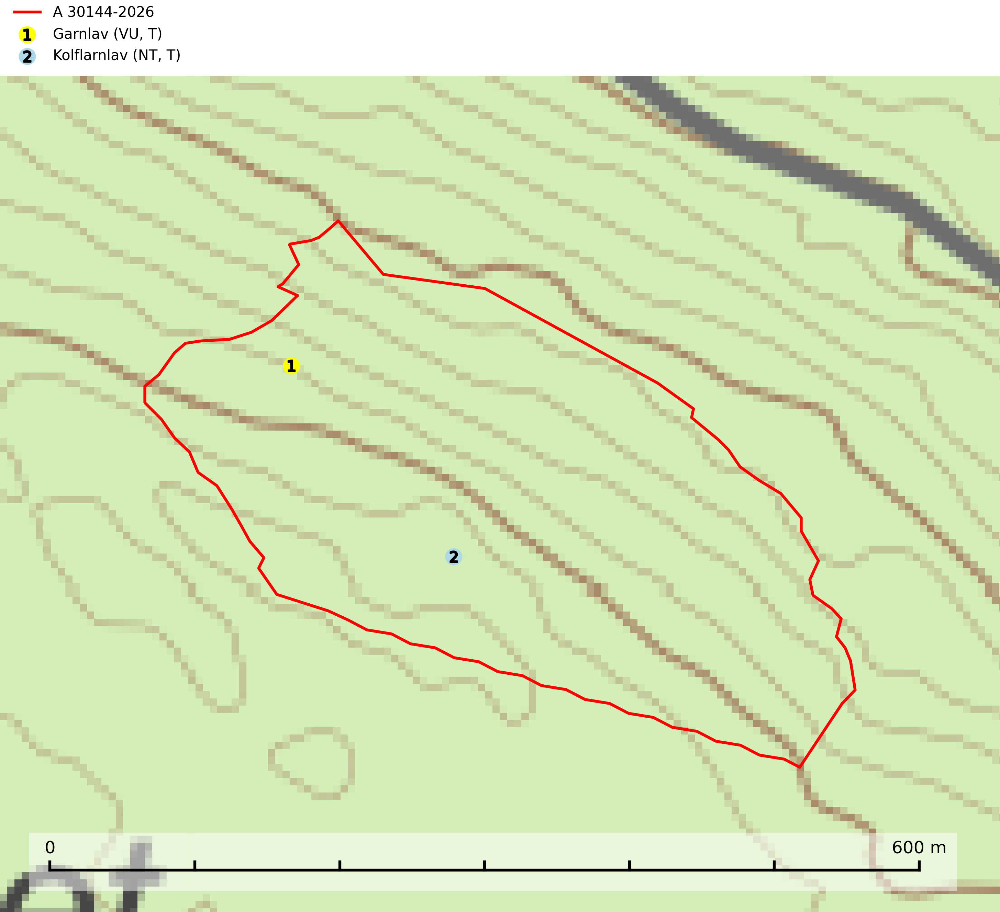 A 30144-2026
1 Garnlav (VU, T)
2 Kolflarnlav (NT, T)
1
2
0 600 m